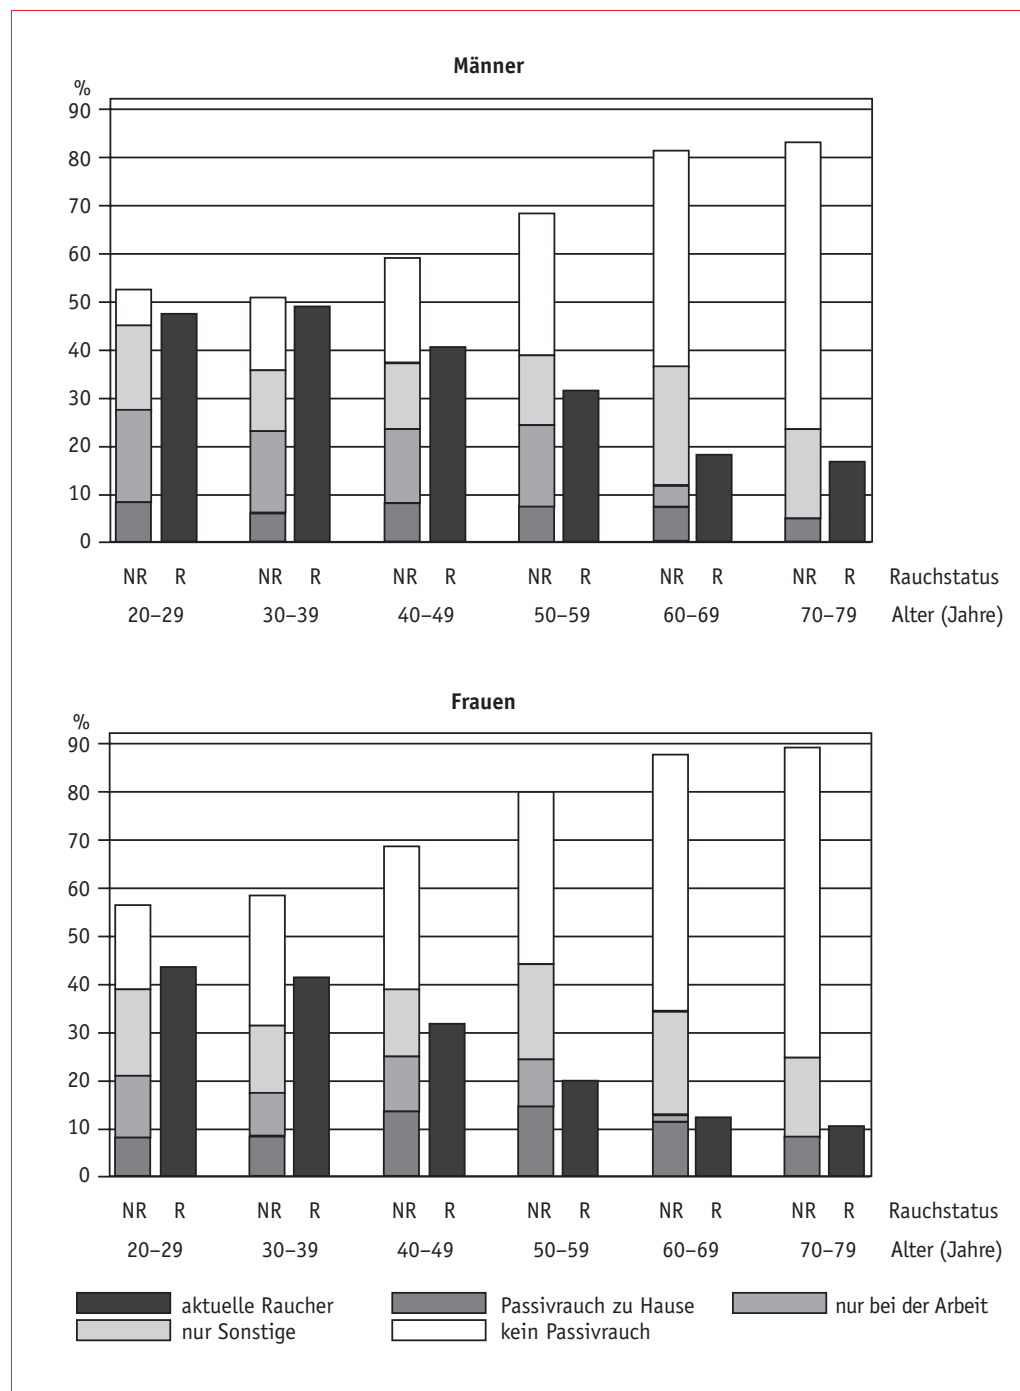 Männer
%
90
80
70
60
50
40
30
20
10
0
NR R NR R NR R NR R NR R NR R Rauchstatus
20–29 30–39 40–49 50–59 60–69 70–79 Alter (Jahre)
Frauen
%
90
80
70
60
50
40
30
20
10
0
NR R NR R NR R NR R NR R NR R Rauchstatus
20–29 30–39 40–49 50–59 60–69 70–79 Alter (Jahre)
aktuelle Raucher Passivrauch zu Hause nur bei der Arbeit
nur Sonstige kein Passivrauch